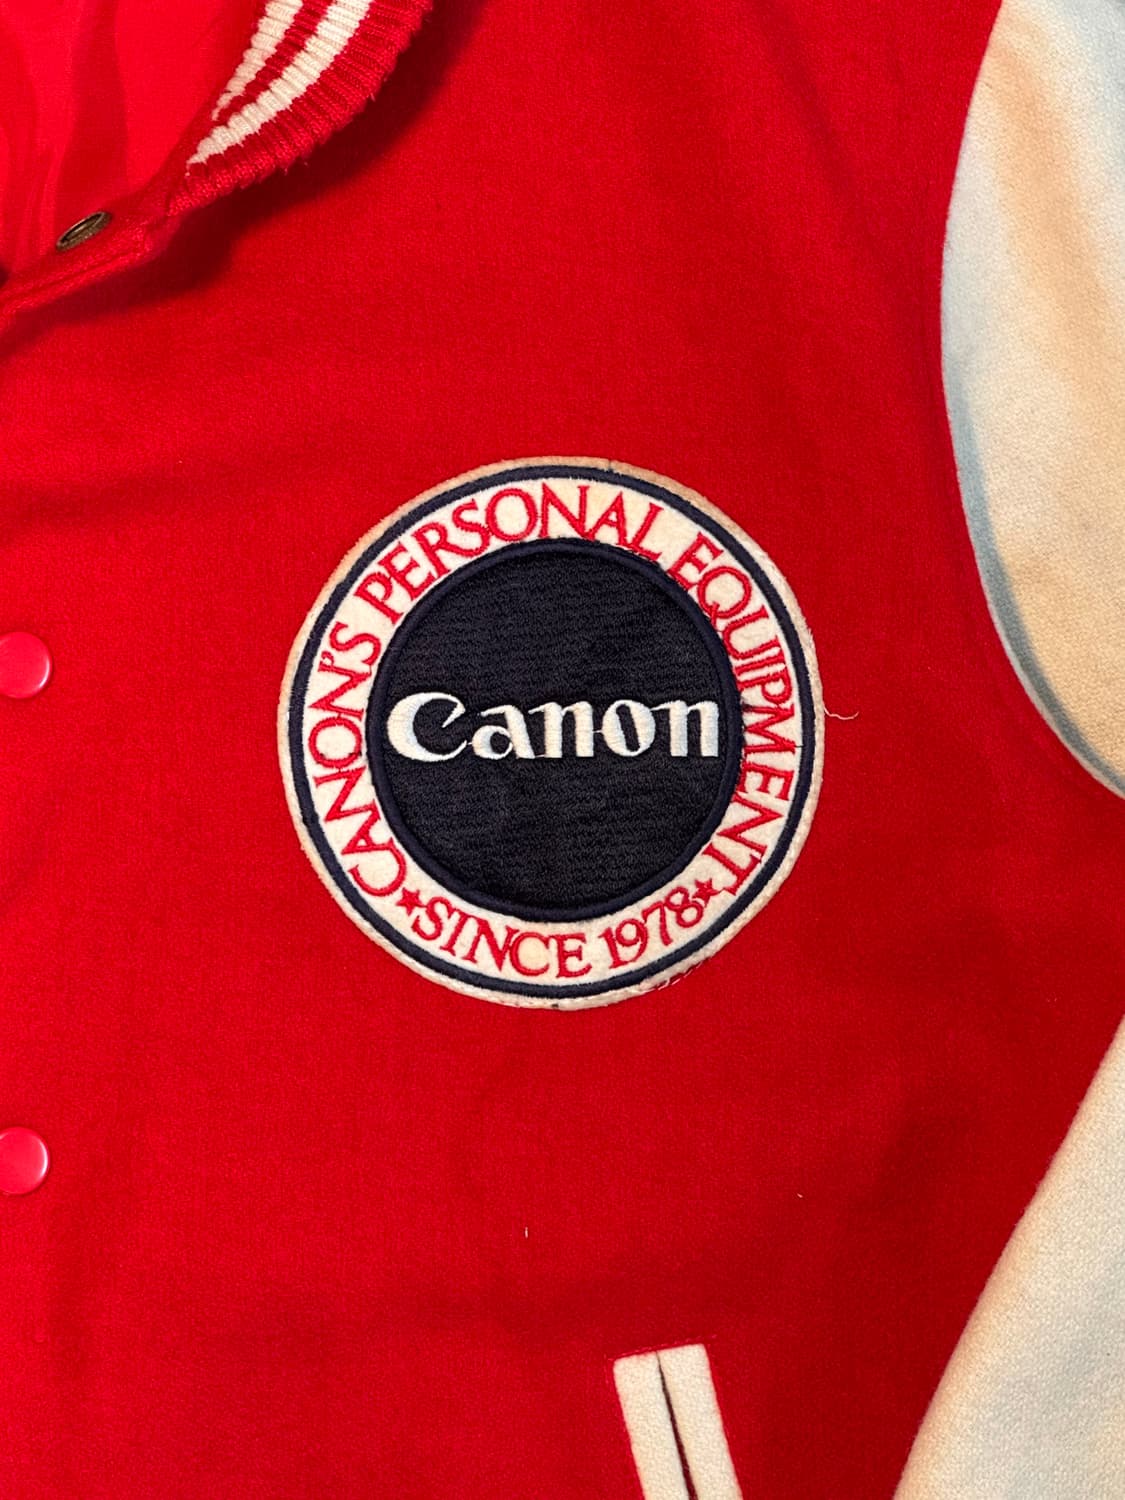 CANON'S PERSONAL EQUIPMENT
Canon
★SINCE 1978★